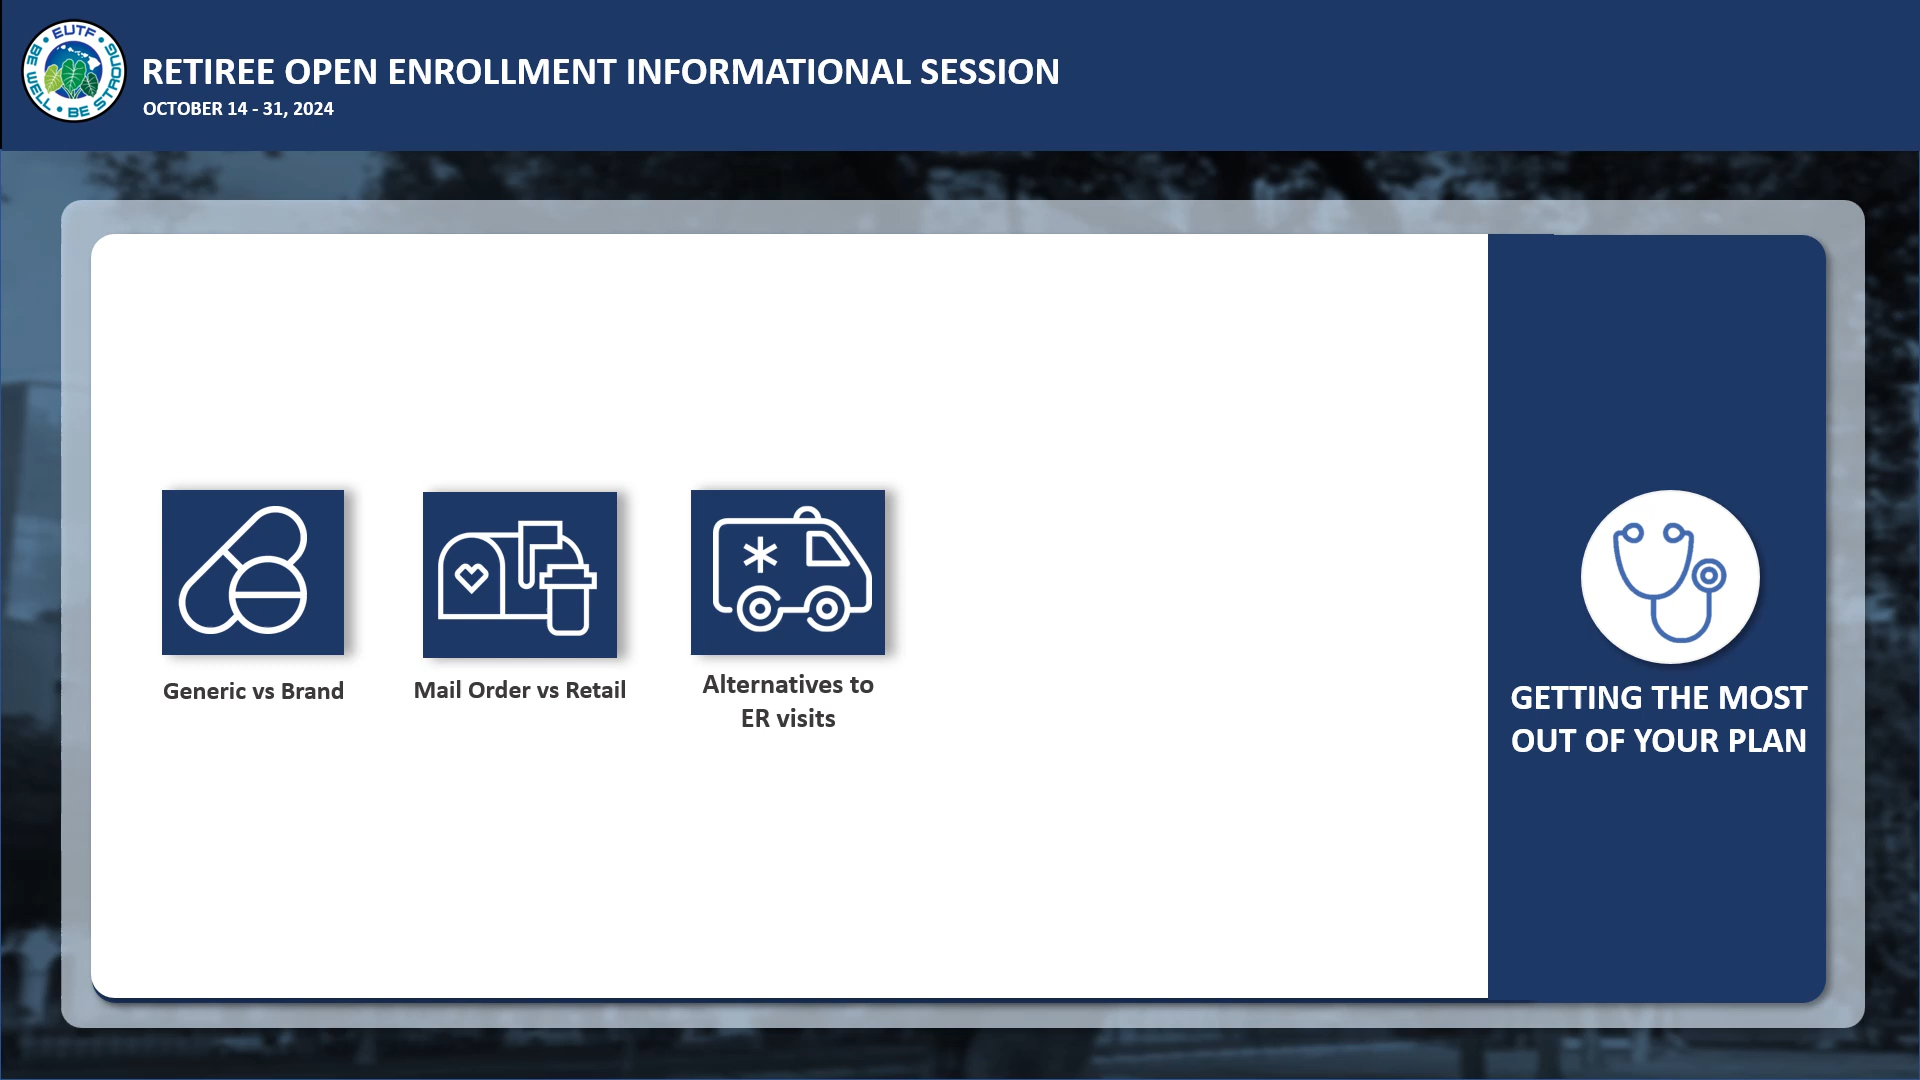 EUTF
BE WELL • BE STRONG
RETIREE OPEN ENROLLMENT INFORMATIONAL SESSION
OCTOBER 14 - 31, 2024
Generic vs Brand
Mail Order vs Retail
Alternatives to
ER visits
GETTING THE MOST
OUT OF YOUR PLAN